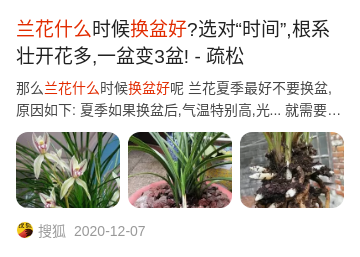 兰花什么时候换盆好?选对“时间”,根系
壮开花多,一盆变3盆! - 疏松
那么兰花什么时候换盆好呢 兰花夏季最好不要换盆,
原因如下: 夏季如果换盆后,气温特别高,光... 就需要...
搜狐 2020-12-07